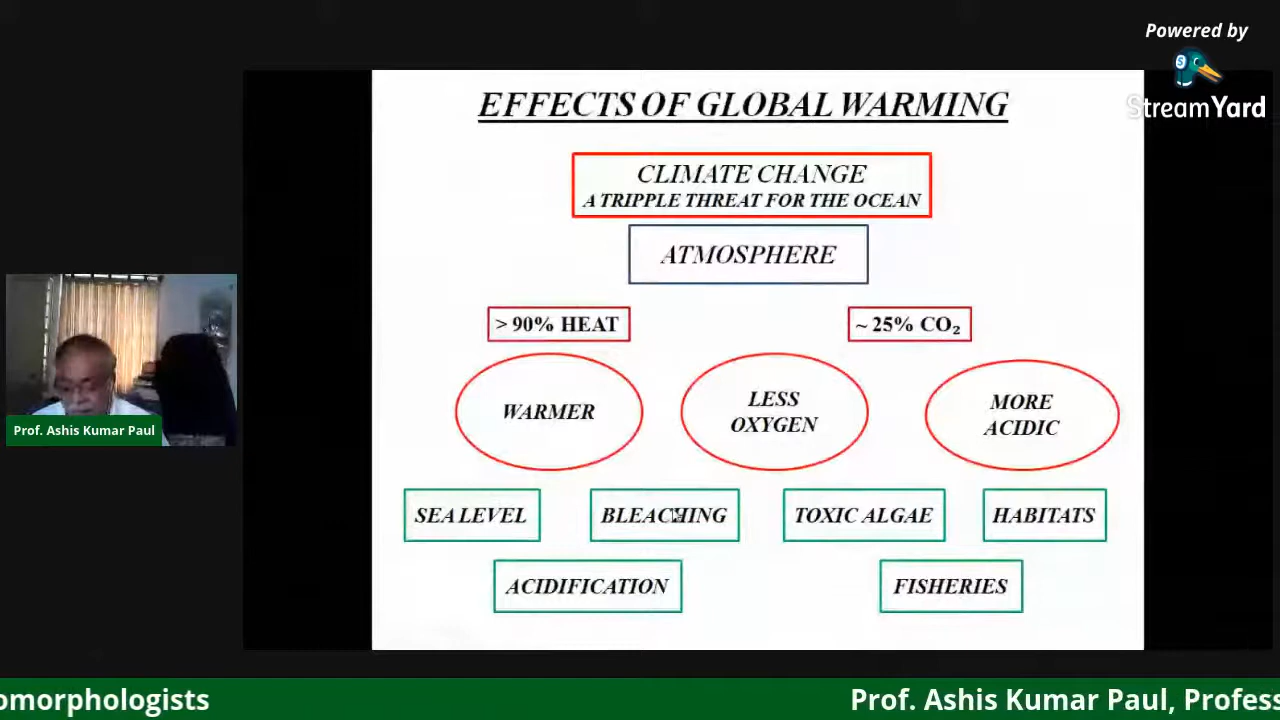 Powered by
StreamYard
EFFECTS OF GLOBAL WARMING
CLIMATE CHANGE
A TRIPPLE THREAT FOR THE OCEAN
ATMOSPHERE
> 90% HEAT
~ 25% CO₂
WARMER
LESS
OXYGEN
MORE
ACIDIC
SEA LEVEL
BLEACHING
TOXIC ALGAE
HABITATS
ACIDIFICATION
FISHERIES
Prof. Ashis Kumar Paul
omorphologists
Prof. Ashis Kumar Paul, Profess